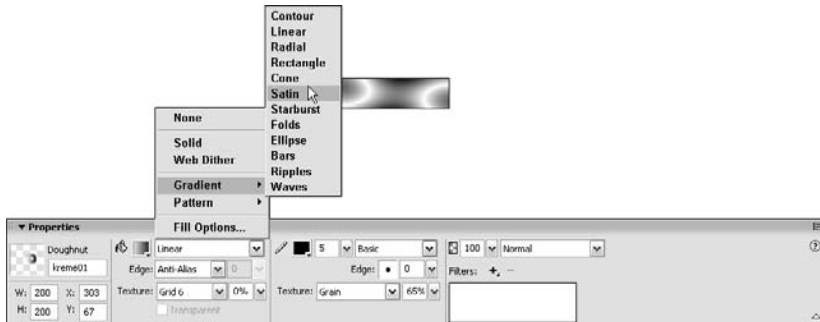 Contour
Linear
Radial
Rectangle
Cone
Satin
Starburst
Folds
Ellipse
Bars
Ripples
Waves
None
Solid
Web Dither
Gradient
Pattern
Fill Options...
Properties
Doughnut Linear 5 Basic 100 Normal
kreme01 Edge: Anti-Alias 0 Edge: 0 Filters:
W: 200 X: 303 Texture: Grid 6 0% Texture: Grain 65%
H: 200 Y: 67 Transparent